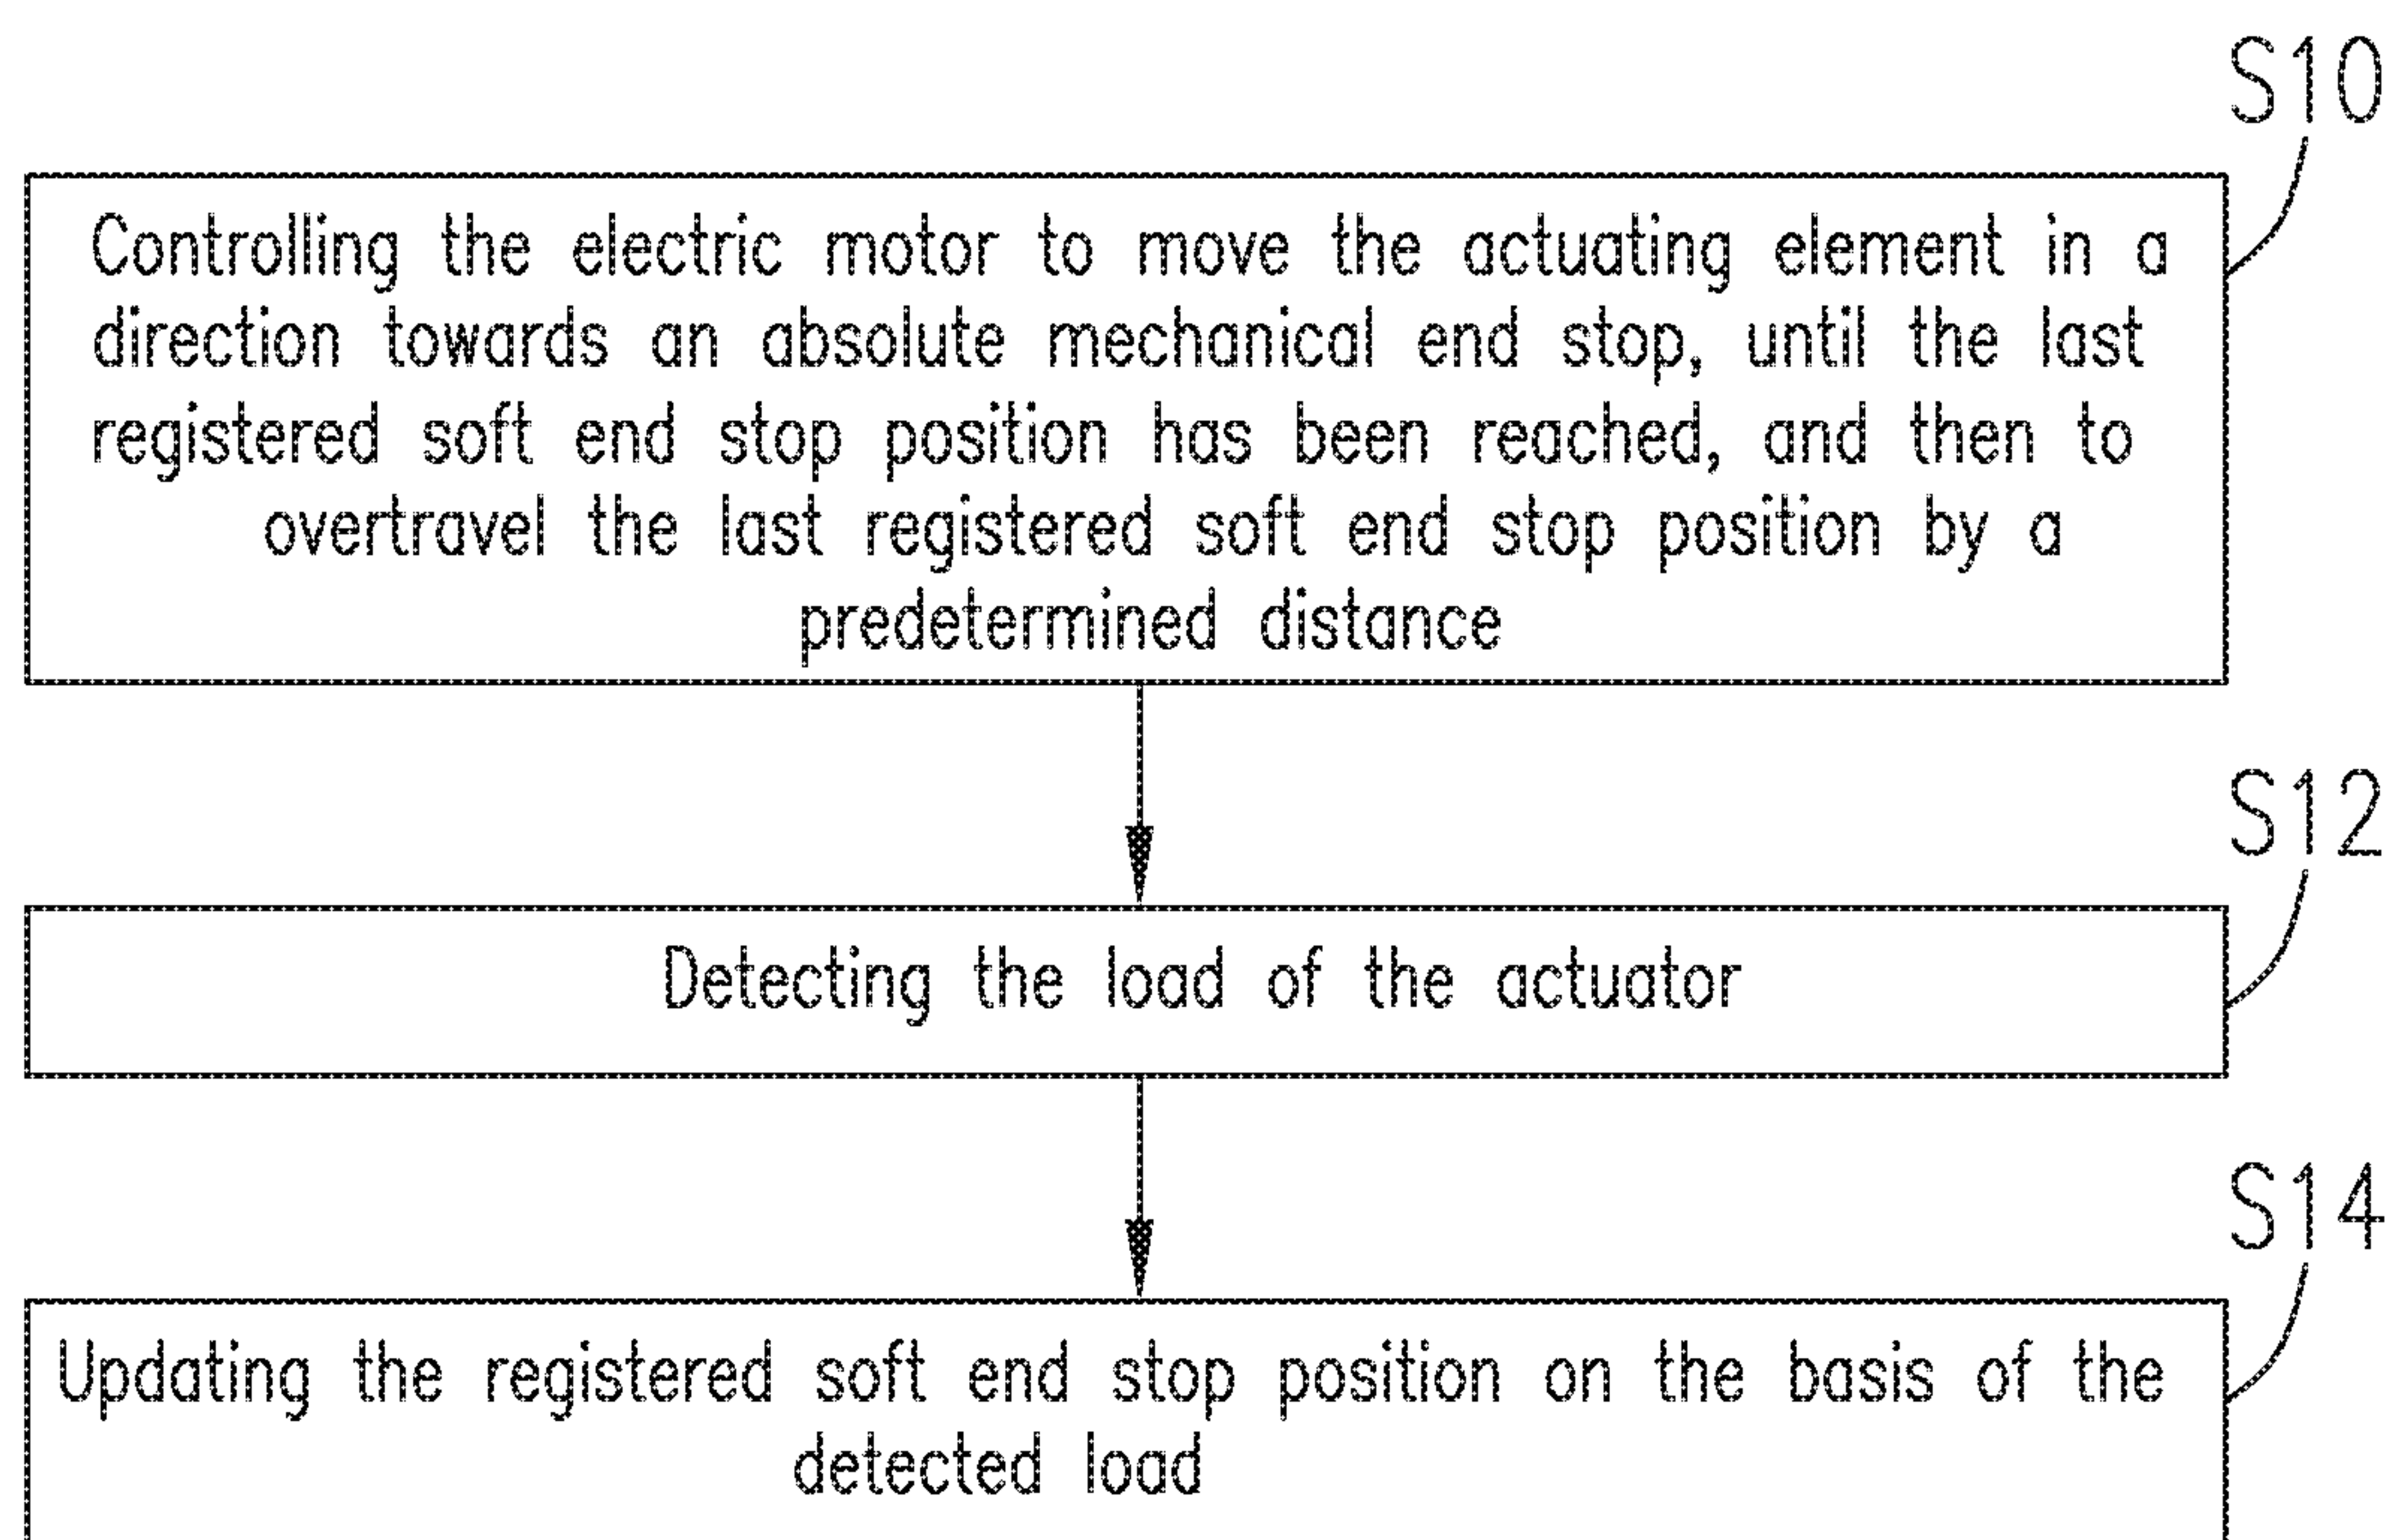 S10
Controlling the electric motor to move the actuating element in a
direction towards an absolute mechanical end stop, until the last
registered soft end stop position has been reached, and then to
overtravel the last registered soft end stop position by a
predetermined distance
S12
Detecting the load of the actuator
S14
Updating the registered soft end stop position on the basis of the
detected load